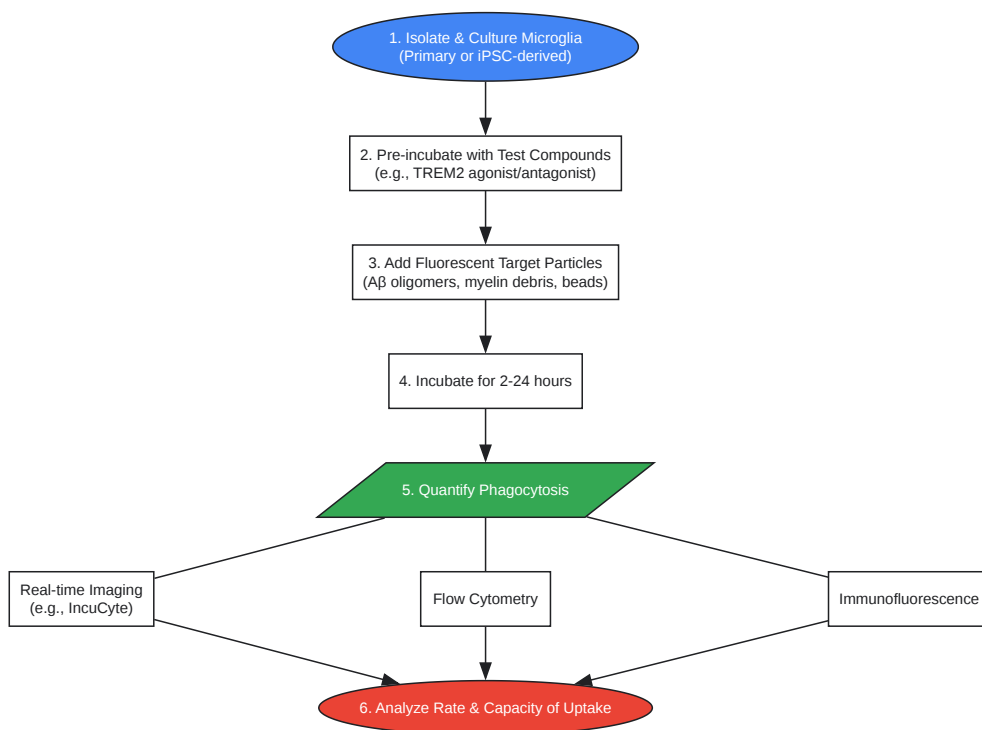 1. Isolate & Culture Microglia
(Primary or iPSC-derived)
2. Pre-incubate with Test Compounds
(e.g., TREM2 agonist/antagonist)
3. Add Fluorescent Target Particles
(Aβ oligomers, myelin debris, beads)
4. Incubate for 2-24 hours
5. Quantify Phagocytosis
Real-time Imaging
(e.g., IncuCyte)
Flow Cytometry
Immunofluorescence
6. Analyze Rate & Capacity of Uptake